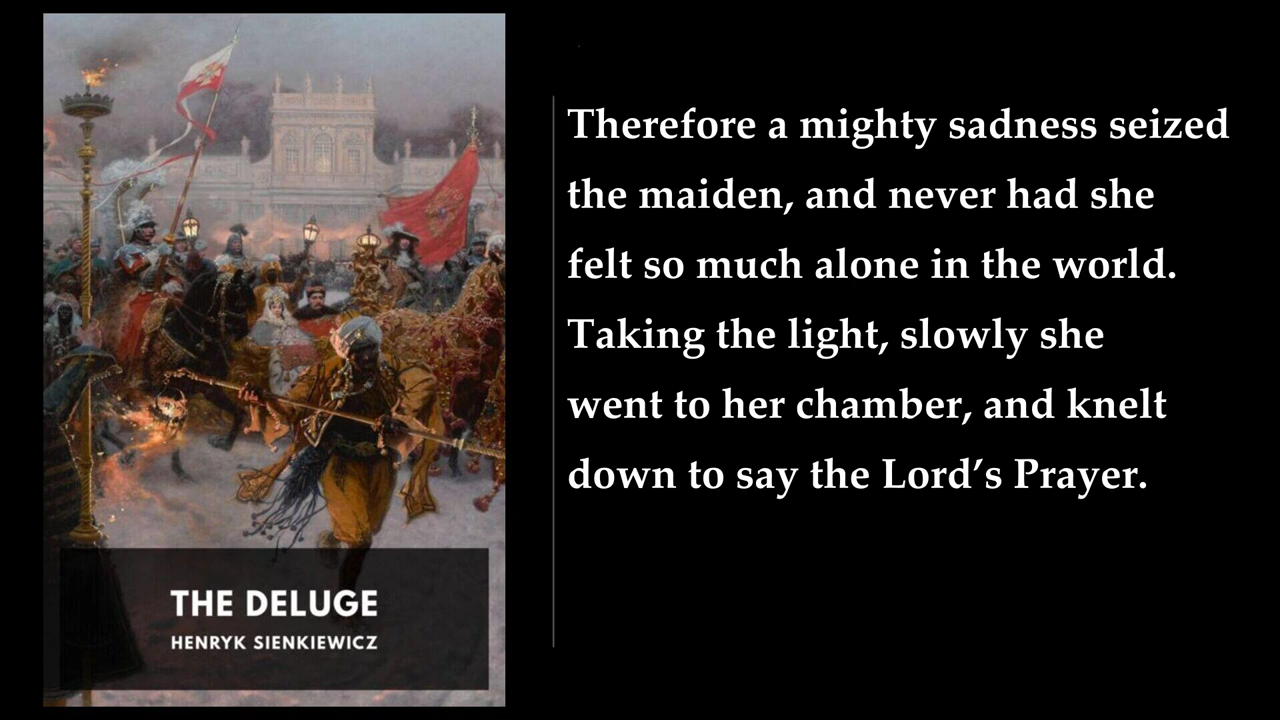 THE DELUGE
HENRYK SIENKIEWICZ
Therefore a mighty sadness seized
the maiden, and never had she
felt so much alone in the world.
Taking the light, slowly she
went to her chamber, and knelt
down to say the Lord’s Prayer.